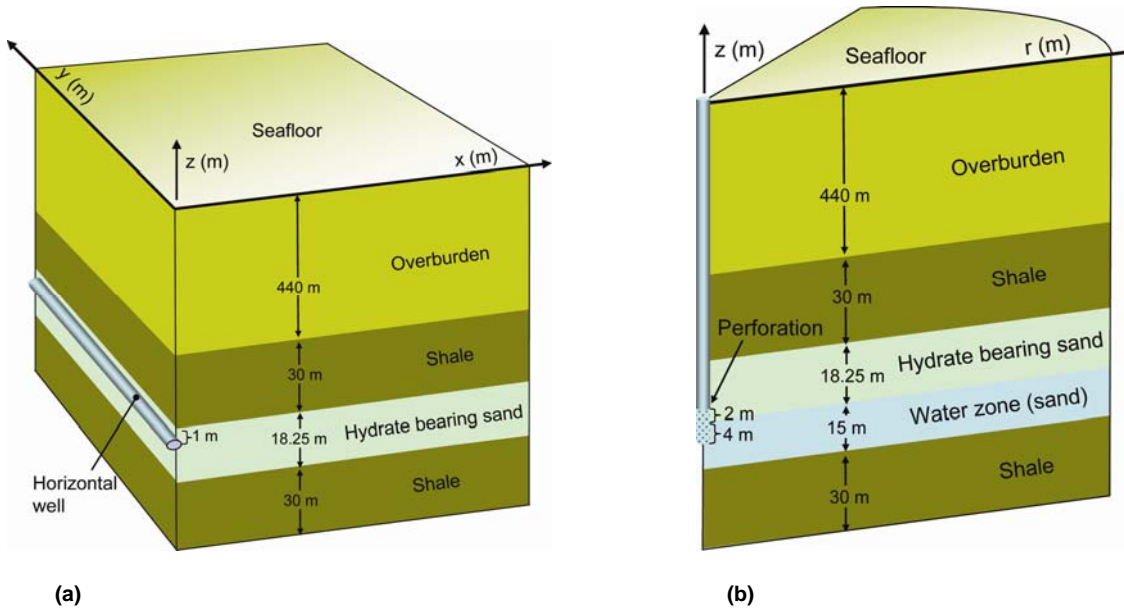 y (m)
Seafloor
z (m)
x (m)
440 m
Overburden
30 m
Shale
1 m
18.25 m
Hydrate bearing sand
Horizontal
well
30 m
Shale
(a)
z (m)
r (m)
Seafloor
Overburden
440 m
30 m
Shale
Perforation
Hydrate bearing sand
18.25 m
2 m
Water zone (sand)
4 m
15 m
Shale
30 m
(b)